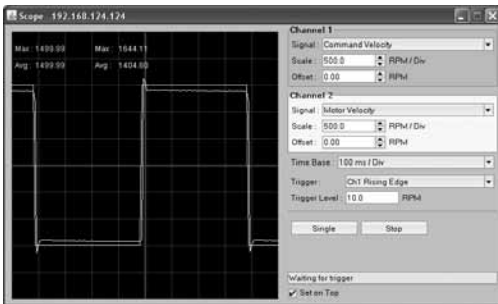 Scope 192.168.124.124
Max: 1499.99 Max: 1644.11
Avg: 1499.99 Avg: 1404.80
Channel 1
Signal: Command Velocity
Scale: 500.0 RPM / Div
Offset: 0.00 RPM
Channel 2
Signal: Motor Velocity
Scale: 500.0 RPM / Div
Offset: 0.00 RPM
Time Base: 100 ms / Div
Trigger: Ch1 Rising Edge
Trigger Level: 10.0 RPM
Single Stop
Waiting for trigger
Set on Top